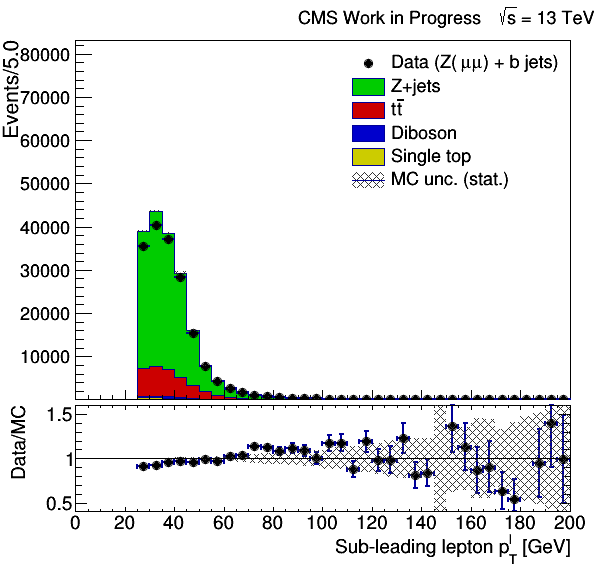 CMS Work in Progress √s = 13 TeV
Events/5.0
80000
70000
60000
50000
40000
30000
20000
10000
Data (Z(μμ) + b jets)
Z+jets
tt̄
Diboson
Single top
MC unc. (stat.)
Data/MC
1.5
1
0.5
0 20 40 60 80 100 120 140 160 180 200
Sub-leading lepton p_T^l [GeV]